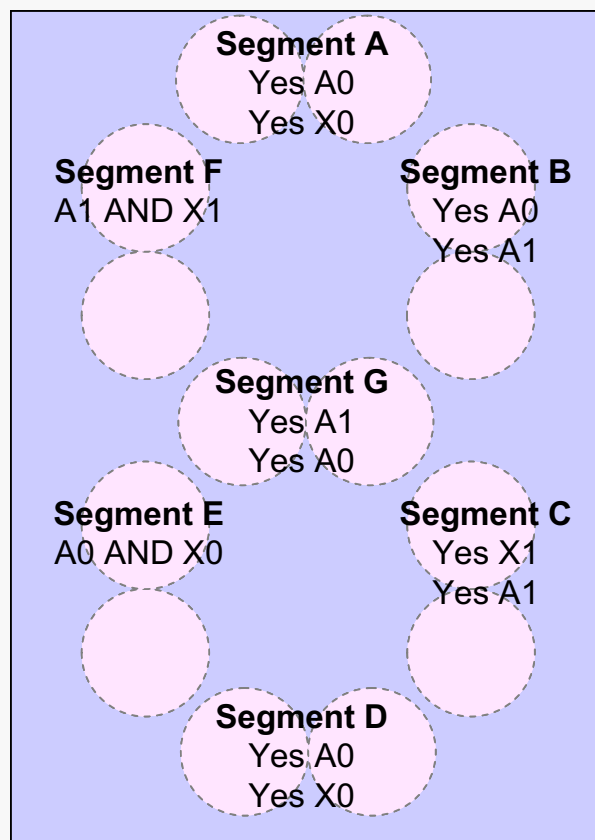 Segment A
Yes A0
Yes X0
Segment F
A1 AND X1
Segment B
Yes A0
Yes A1
Segment G
Yes A1
Yes A0
Segment E
A0 AND X0
Segment C
Yes X1
Yes A1
Segment D
Yes A0
Yes X0